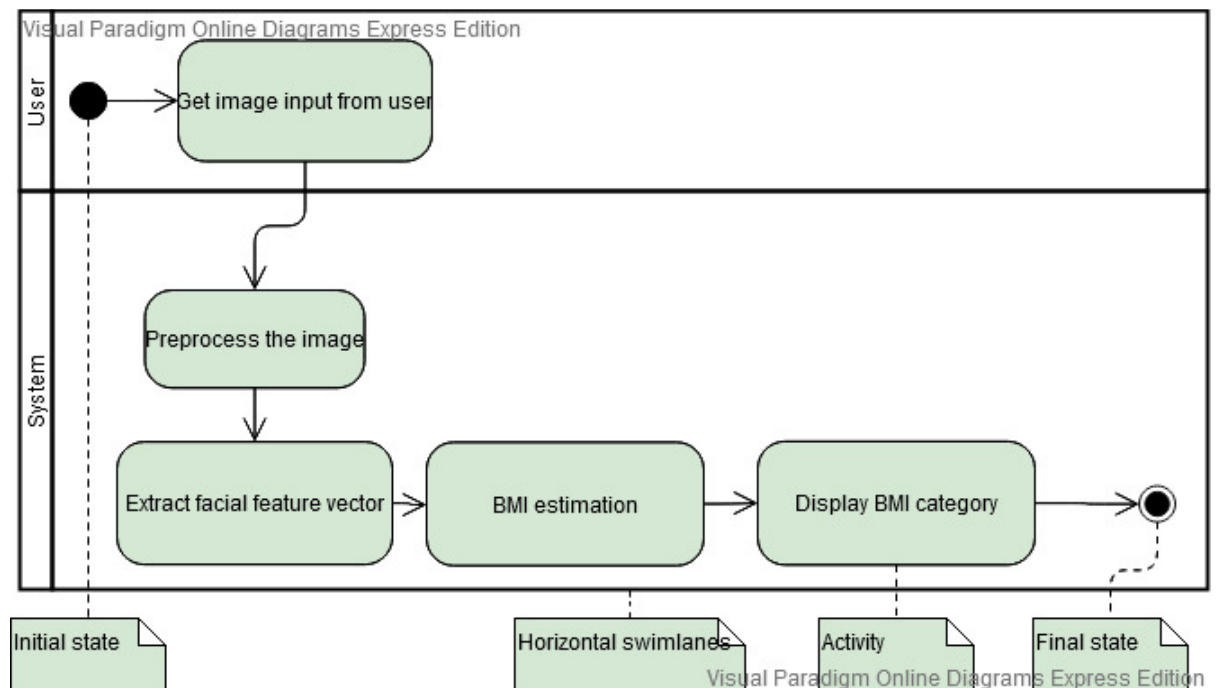 Visual Paradigm Online Diagrams Express Edition
User
Get image input from user
System
Preprocess the image
Extract facial feature vector
BMI estimation
Display BMI category
Initial state
Horizontal swimlanes
Activity
Final state
Visual Paradigm Online Diagrams Express Edition